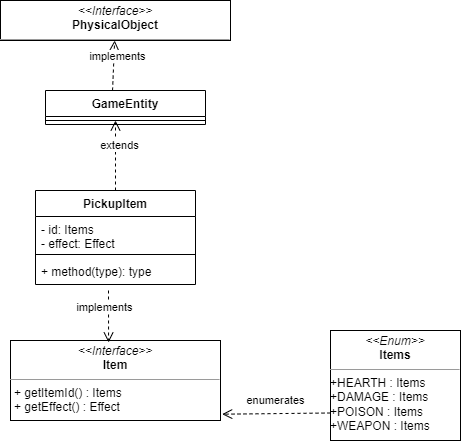 <<Interface>>
PhysicalObject
implements
GameEntity
extends
PickupItem
- id: Items
- effect: Effect
+ method(type): type
implements
<<Interface>>
Item
+ getItemId() : Items
+ getEffect() : Effect
enumerates
<<Enum>>
Items
+HEARTH : Items
+DAMAGE : Items
+POISON : Items
+WEAPON : Items